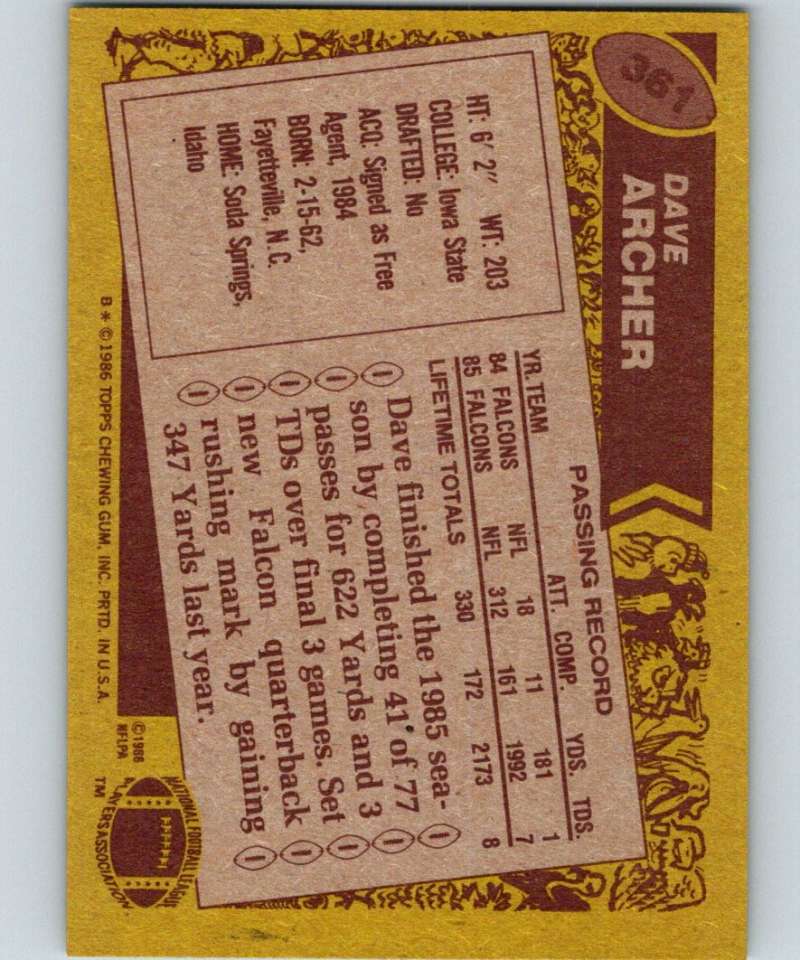 361
DAVE
ARCHER
HT: 6' 2" WT: 203
COLLEGE: Iowa State
DRAFTED: No
ACQ: Signed as Free
Agent, 1984
BORN: 2-15-62,
Fayetteville, N.C.
HOME: Soda Springs,
Idaho
PASSING RECORD
YR. TEAM ATT. COMP. YDS. TDS.
84 FALCONS NFL 18 11 181 1
85 FALCONS NFL 312 161 1992 7
LIFETIME TOTALS 330 172 2173 8
Dave finished the 1985 sea-
son by completing 41 of 77
passes for 622 Yards and 3
TDs over final 3 games. Set
new Falcon quarterback
rushing mark by gaining
347 Yards last year.
B * © 1986 TOPPS CHEWING GUM, INC. PRTD. IN U.S.A.
© 1986
NFLPA
NATIONAL FOOTBALL LEAGUE
PLAYERS ASSOCIATION
TM